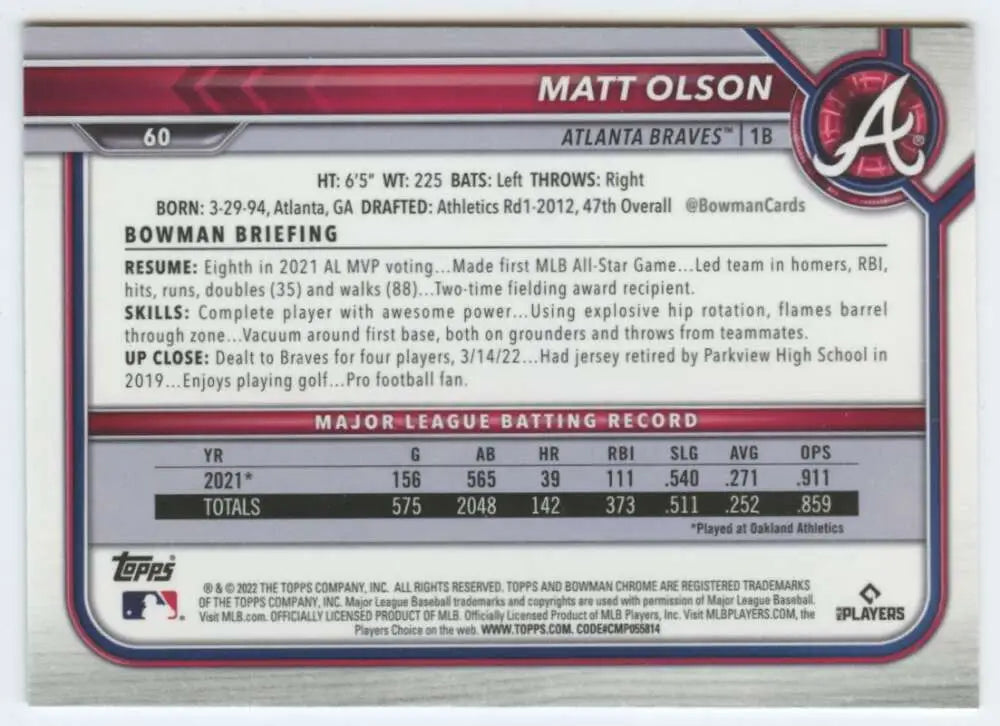 MATT OLSON
60
ATLANTA BRAVES™ | 1B
A®
HT: 6'5" WT: 225 BATS: Left THROWS: Right
BORN: 3-29-94, Atlanta, GA DRAFTED: Athletics Rd1-2012, 47th Overall @BowmanCards
BOWMAN BRIEFING
RESUME: Eighth in 2021 AL MVP voting...Made first MLB All-Star Game...Led team in homers, RBI,
hits, runs, doubles (35) and walks (88)...Two-time fielding award recipient.
SKILLS: Complete player with awesome power...Using explosive hip rotation, flames barrel
through zone...Vacuum around first base, both on grounders and throws from teammates.
UP CLOSE: Dealt to Braves for four players, 3/14/22...Had jersey retired by Parkview High School in
2019...Enjoys playing golf...Pro football fan.
MAJOR LEAGUE BATTING RECORD
YR G AB HR RBI SLG AVG OPS
2021* 156 565 39 111 .540 .271 .911
TOTALS 575 2048 142 373 .511 .252 .859
*Played at Oakland Athletics
Topps®
® & © 2022 THE TOPPS COMPANY, INC. ALL RIGHTS RESERVED. TOPPS AND BOWMAN CHROME ARE REGISTERED TRADEMARKS
OF THE TOPPS COMPANY, INC. Major League Baseball trademarks and copyrights are used with permission of Major League Baseball.
Visit MLB.com. OFFICIALLY LICENSED PRODUCT OF MLB. Officially Licensed Product of MLB Players, Inc. Visit MLBPLAYERS.COM, the
Players Choice on the web. WWW.TOPPS.COM. CODE#CMP055814
MLB PLAYERS